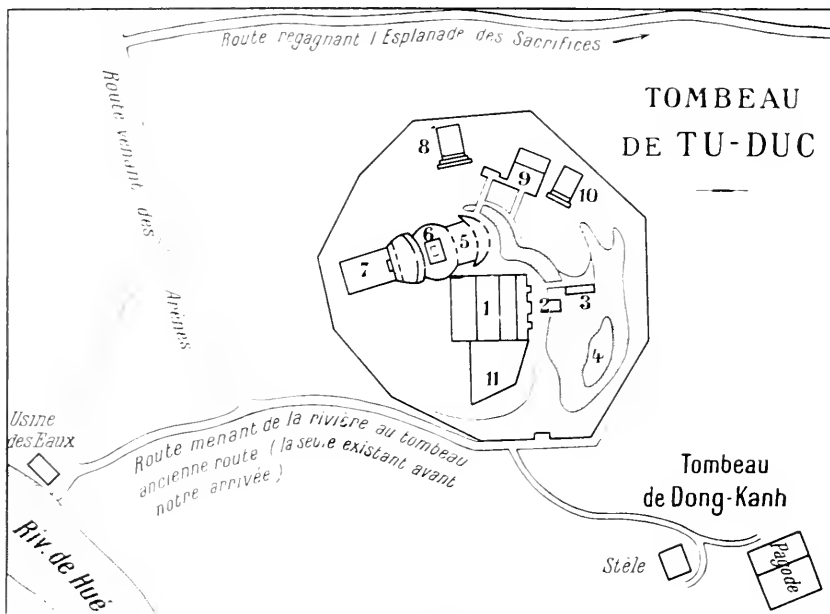 Route regagnant l'Esplanade des Sacrifices
TOMBEAU
DE TU-DUC
Route venant des Arènes
8
9
10
6
5
7
1
2
3
4
11
Usine
des Eaux
Route menant de la rivière au tombeau
ancienne route (la seule existant avant
notre arrivée)
Riv. de Hué
Tombeau
de Dong-Kanh
Stèle
Pagode